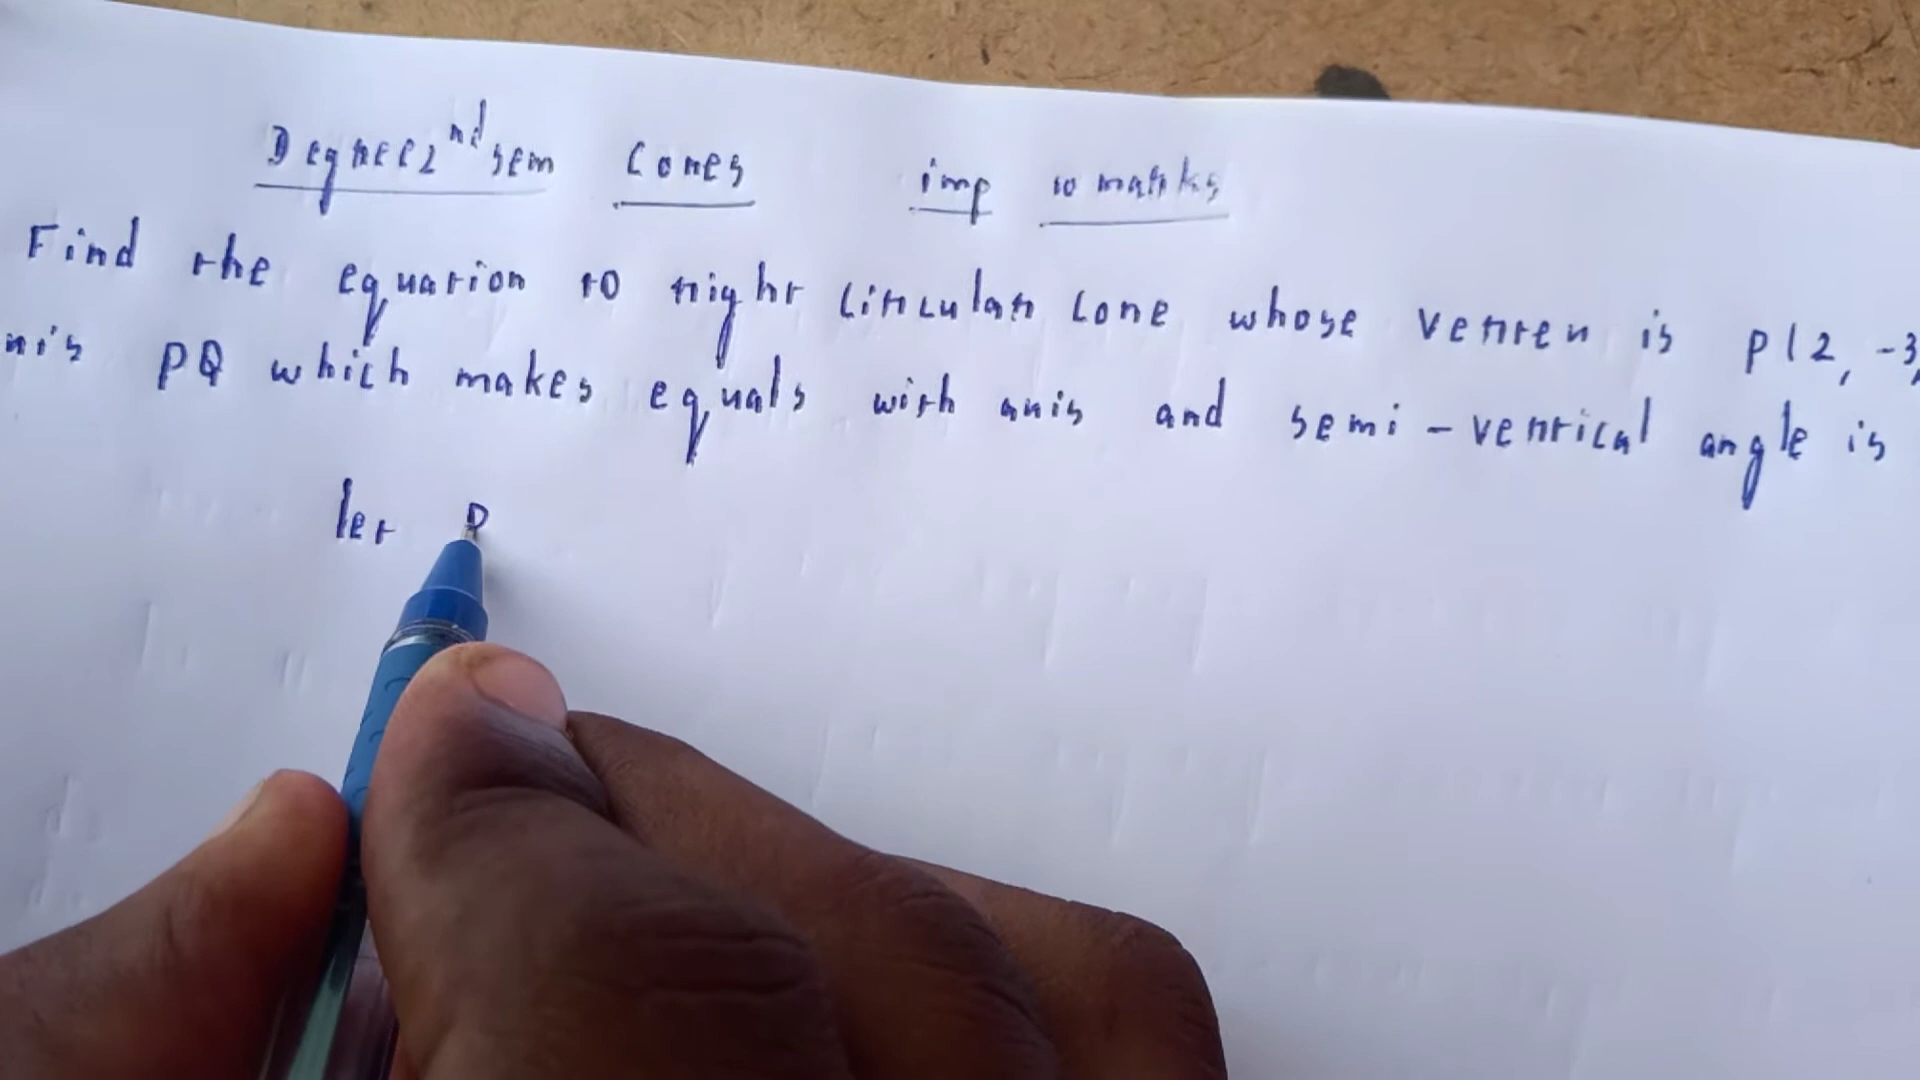 Degree 2nd sem Cones imp 10 marks
Find the equation to right circular cone whose vertex is P(2, -3,
xis PQ which makes equals with axis and semi-vertical angle is
let P